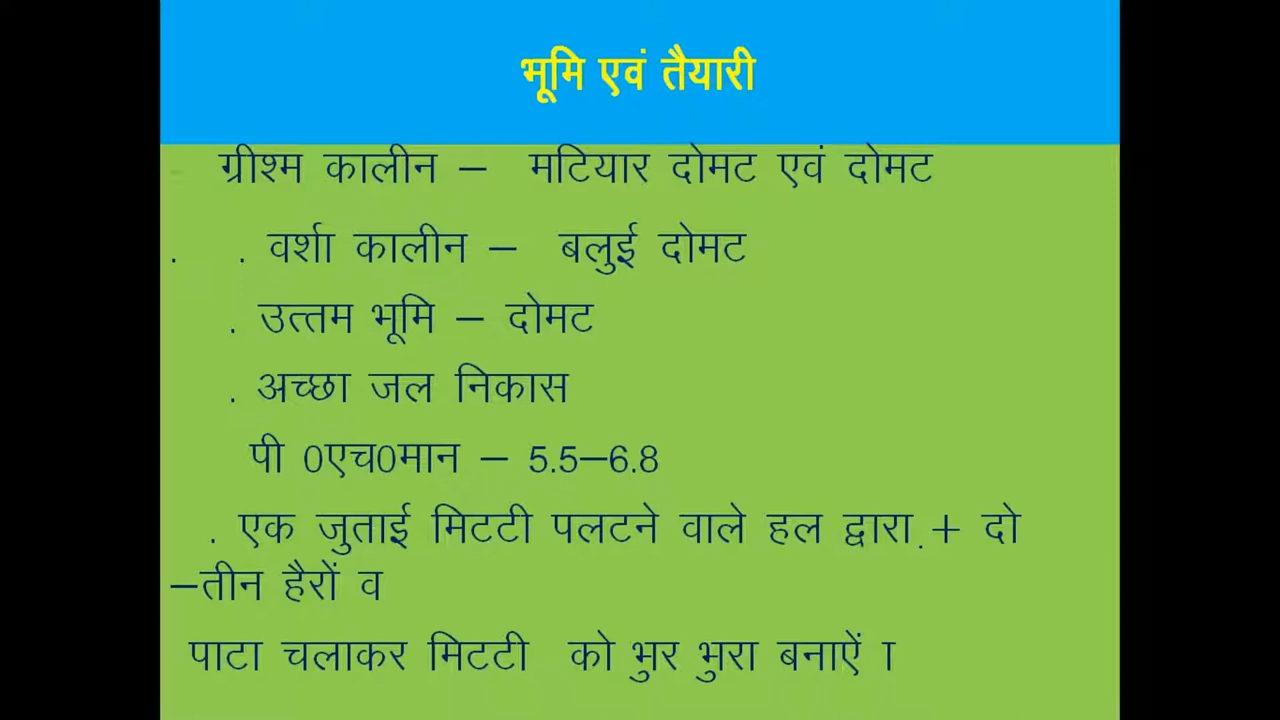 भूमि एवं तैयारी
ग्रीश्म कालीन – मटियार दोमट एवं दोमट
. . वर्शा कालीन – बलुई दोमट
. उत्तम भूमि – दोमट
. अच्छा जल निकास
पी 0एच0मान – 5.5–6.8
. एक जुताई मिटटी पलटने वाले हल द्वारा.+ दो
–तीन हैरों व
पाटा चलाकर मिटटी को भुर भुरा बनाऐं ा